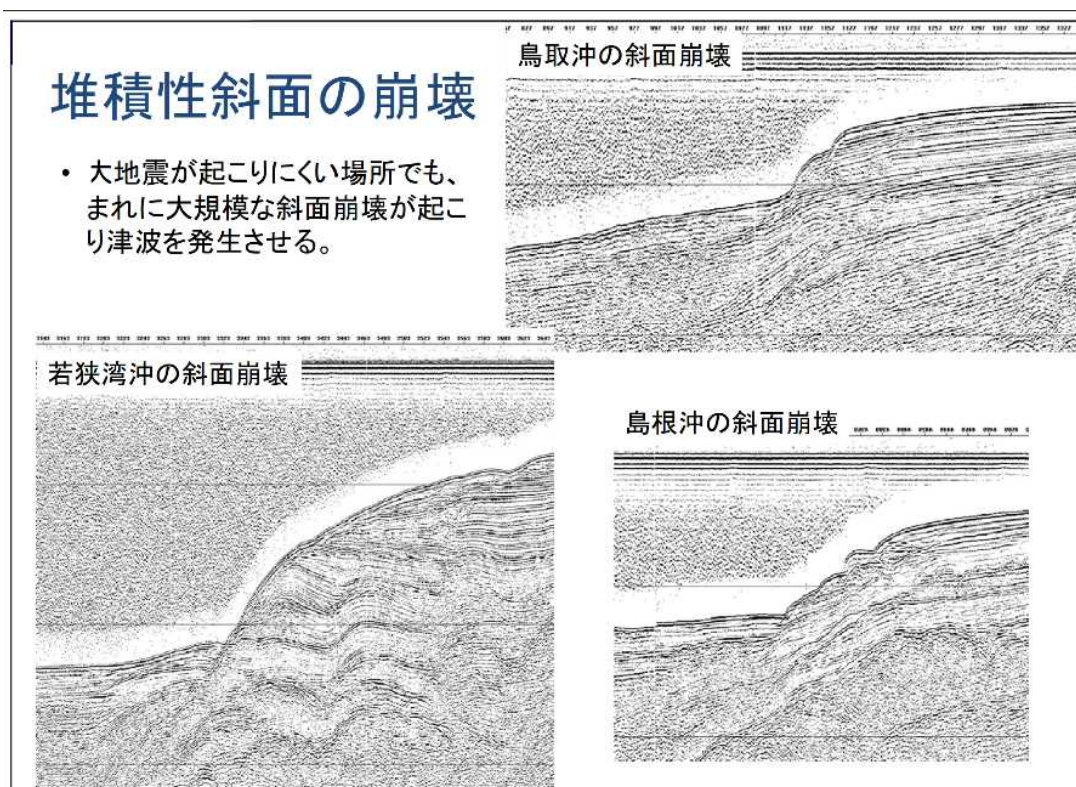 堆積性斜面の崩壊
• 大地震が起こりにくい場所でも、
まれに大規模な斜面崩壊が起こ
り津波を発生させる。
鳥取沖の斜面崩壊
若狭湾沖の斜面崩壊
島根沖の斜面崩壊